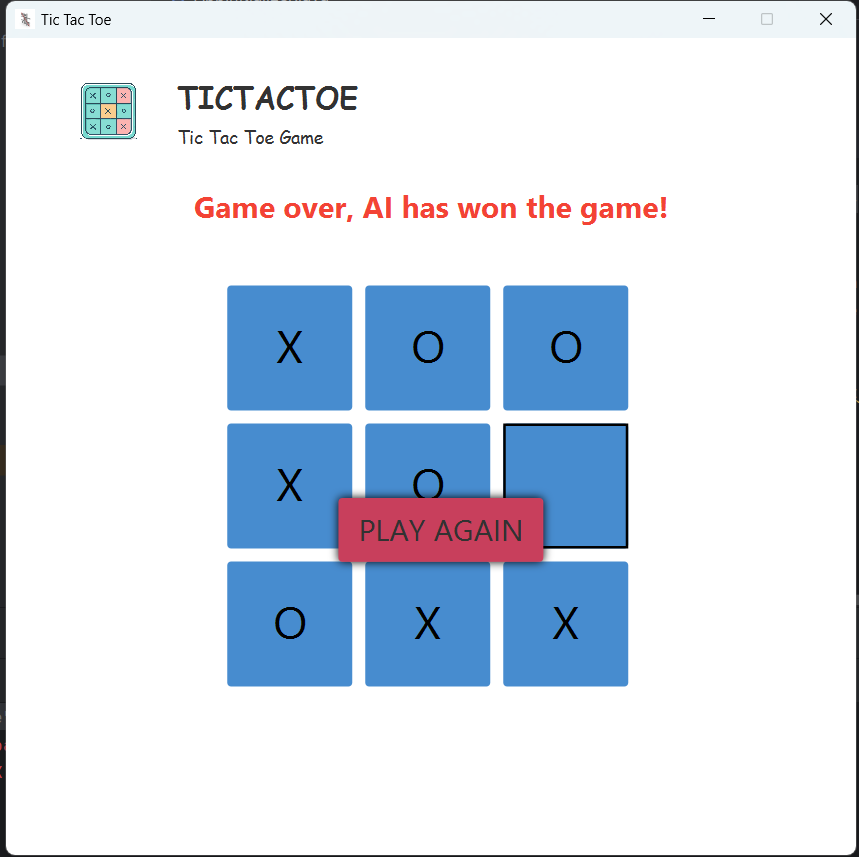 Tic Tac Toe
TICTACTOE
Tic Tac Toe Game
Game over, AI has won the game!
X O O
X O
PLAY AGAIN
O X X